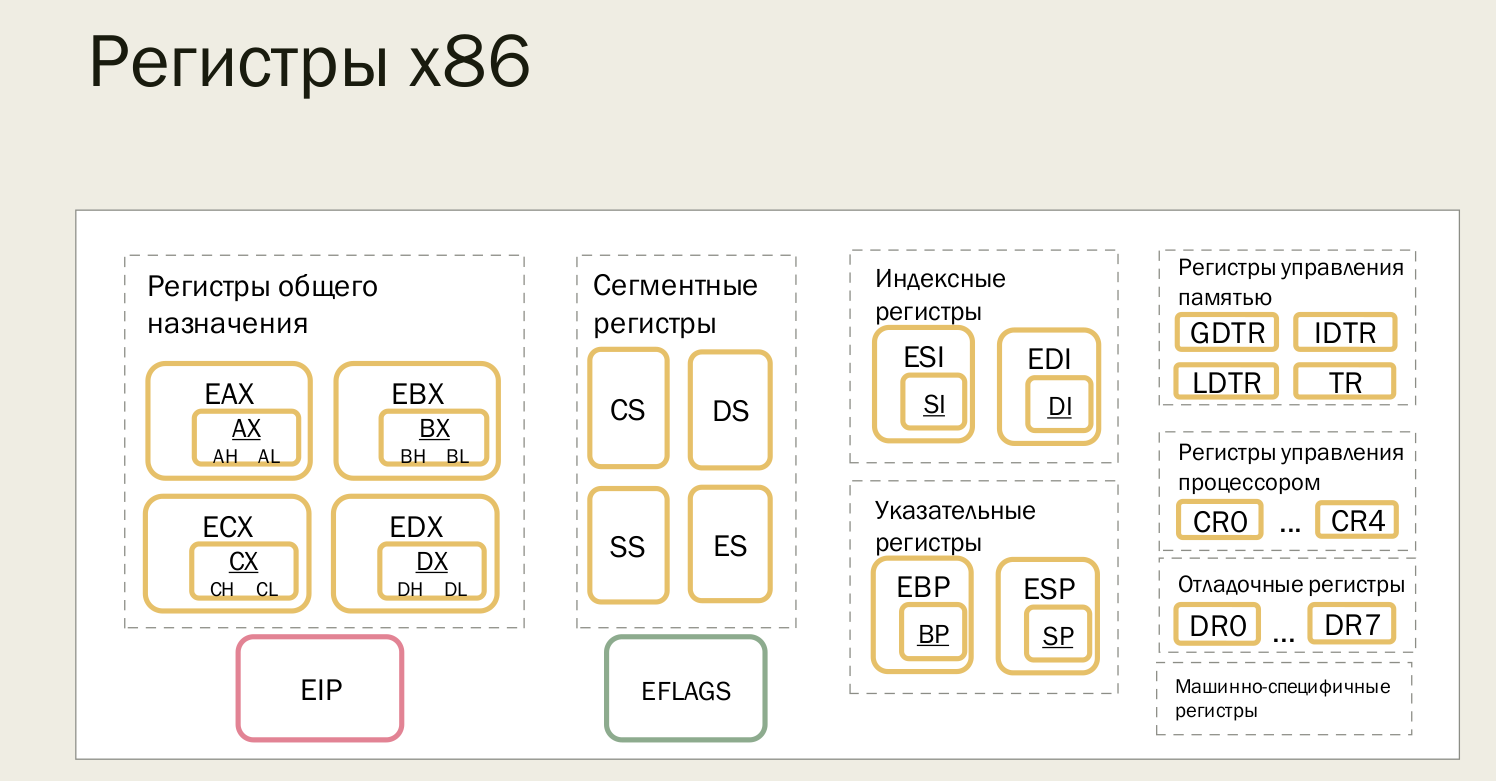 Регистры x86
Регистры общего
назначения
EAX
AX
AH AL
EBX
BX
BH BL
ECX
CX
CH CL
EDX
DX
DH DL
EIP
Сегментные
регистры
CS
DS
SS
ES
EFLAGS
Индексные
регистры
ESI
SI
EDI
DI
Указательные
регистры
EBP
BP
ESP
SP
Регистры управления
памятью
GDTR
IDTR
LDTR
TR
Регистры управления
процессором
CR0 ... CR4
Отладочные регистры
DR0 ... DR7
Машинно-специфичные
регистры